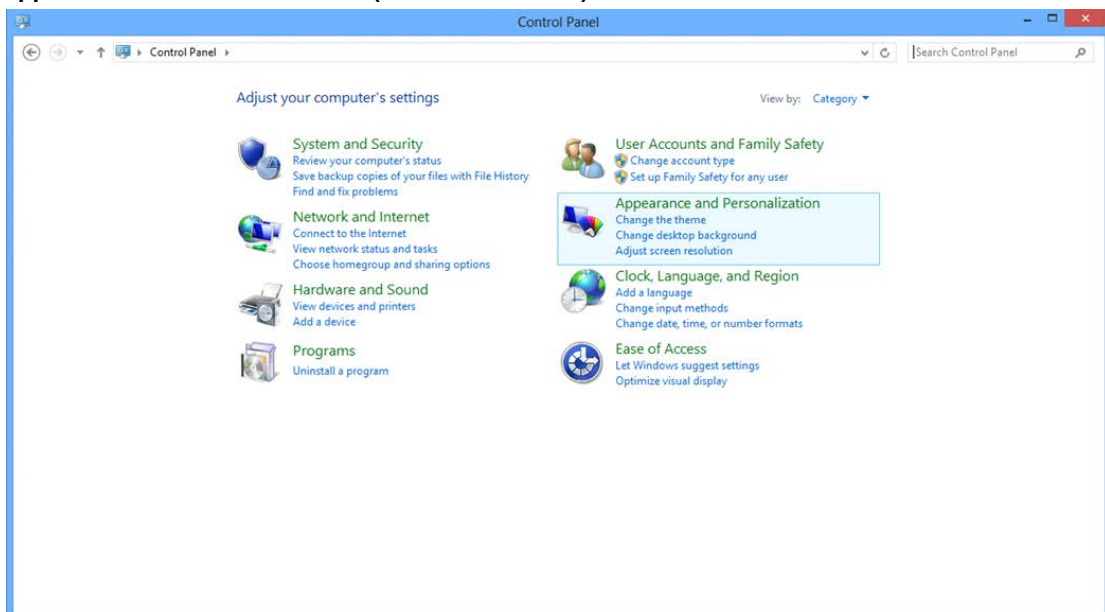 Control Panel
Control Panel
Search Control Panel
Adjust your computer's settings
View by: Category
System and Security
Review your computer's status
Save backup copies of your files with File History
Find and fix problems
Network and Internet
Connect to the Internet
View network status and tasks
Choose homegroup and sharing options
Hardware and Sound
View devices and printers
Add a device
Programs
Uninstall a program
User Accounts and Family Safety
Change account type
Set up Family Safety for any user
Appearance and Personalization
Change the theme
Change desktop background
Adjust screen resolution
Clock, Language, and Region
Add a language
Change input methods
Change date, time, or number formats
Ease of Access
Let Windows suggest settings
Optimize visual display